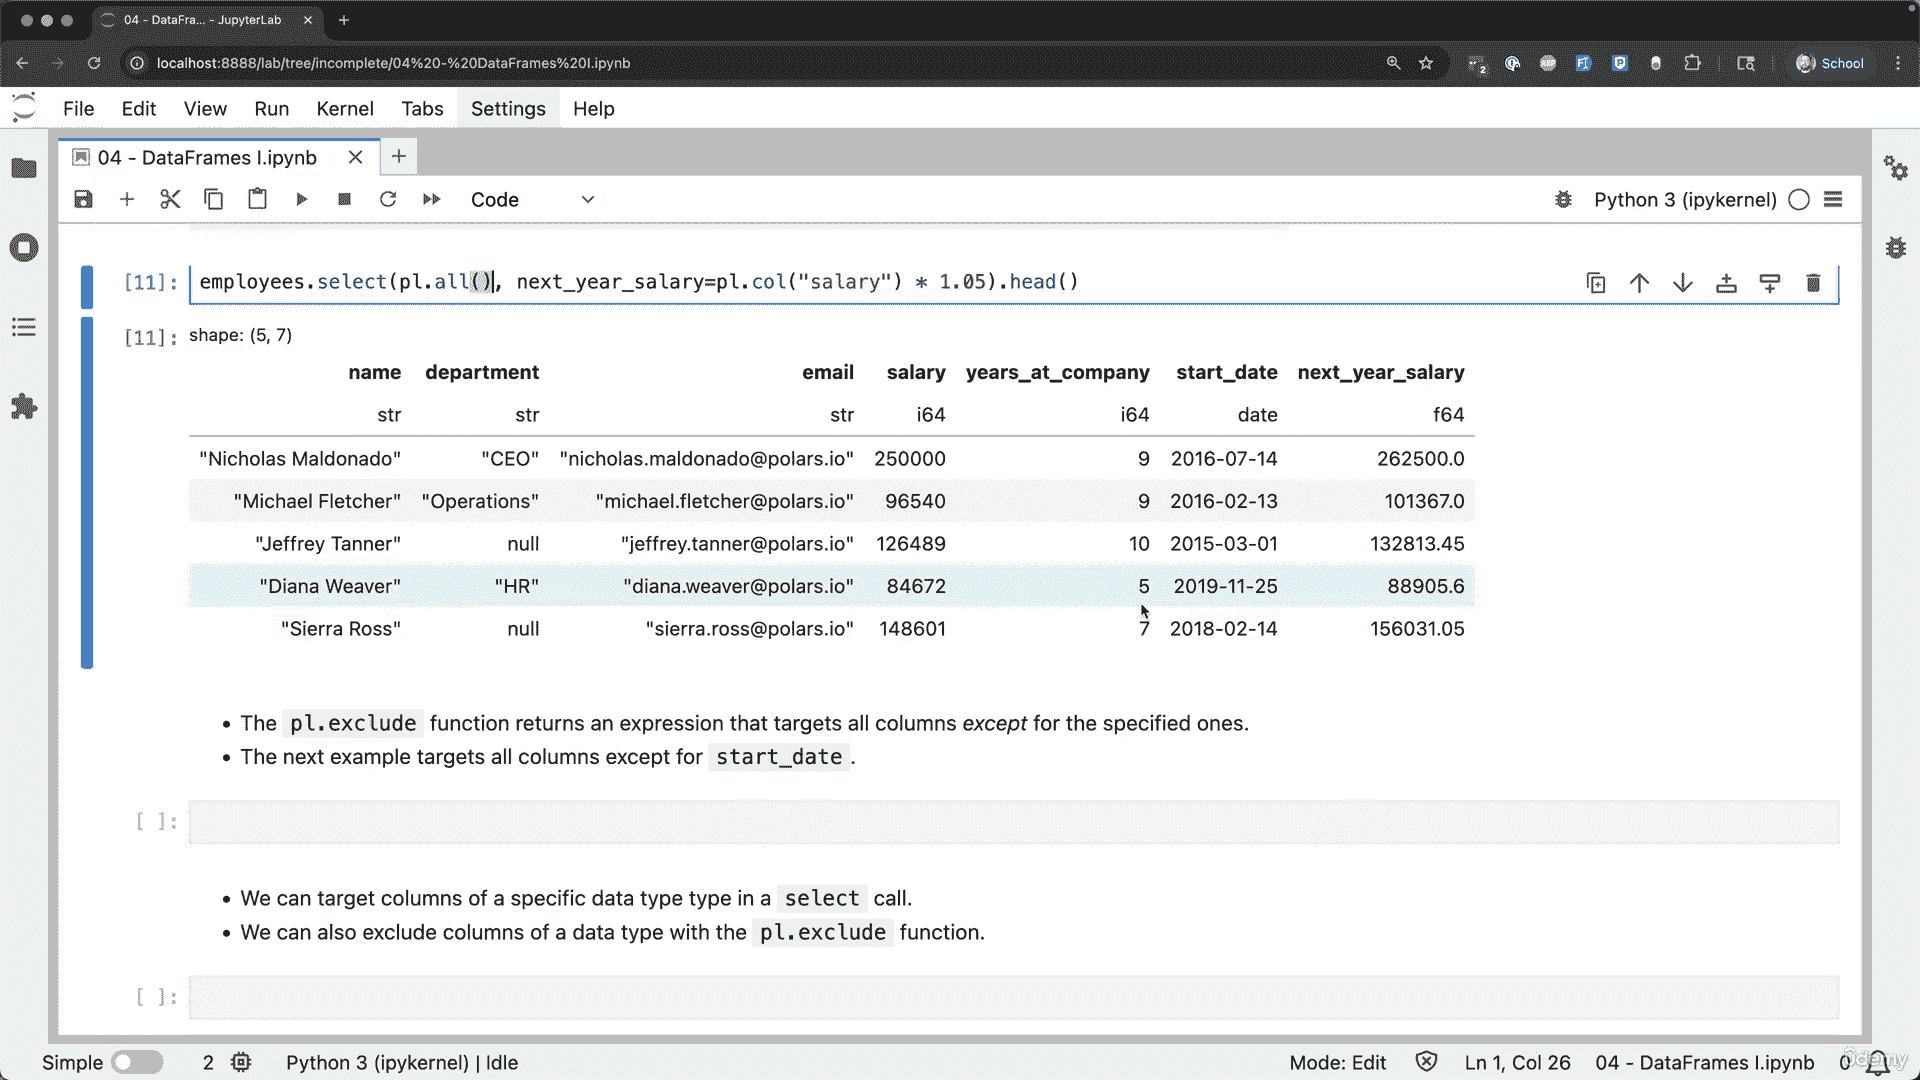 04 - DataFra... - JupyterLab
localhost:8888/lab/tree/incomplete/04%20-%20DataFrames%20I.ipynb
2
ABP
School
File Edit View Run Kernel Tabs Settings Help
04 - DataFrames I.ipynb
Code
Python 3 (ipykernel)
[11]: employees.select(pl.all(), next_year_salary=pl.col("salary") * 1.05).head()
[11]: shape: (5, 7)
name department email salary years_at_company start_date next_year_salary
str str str i64 i64 date f64
"Nicholas Maldonado" "CEO" "nicholas.maldonado@polars.io" 250000 9 2016-07-14 262500.0
"Michael Fletcher" "Operations" "michael.fletcher@polars.io" 96540 9 2016-02-13 101367.0
"Jeffrey Tanner" null "jeffrey.tanner@polars.io" 126489 10 2015-03-01 132813.45
"Diana Weaver" "HR" "diana.weaver@polars.io" 84672 5 2019-11-25 88905.6
"Sierra Ross" null "sierra.ross@polars.io" 148601 7 2018-02-14 156031.05
• The pl.exclude function returns an expression that targets all columns except for the specified ones.
• The next example targets all columns except for start_date.
[ ]:
• We can target columns of a specific data type type in a select call.
• We can also exclude columns of a data type with the pl.exclude function.
[ ]:
Simple 2 Python 3 (ipykernel) | Idle Mode: Edit Ln 1, Col 26 04 - DataFrames I.ipynb 0
udemy